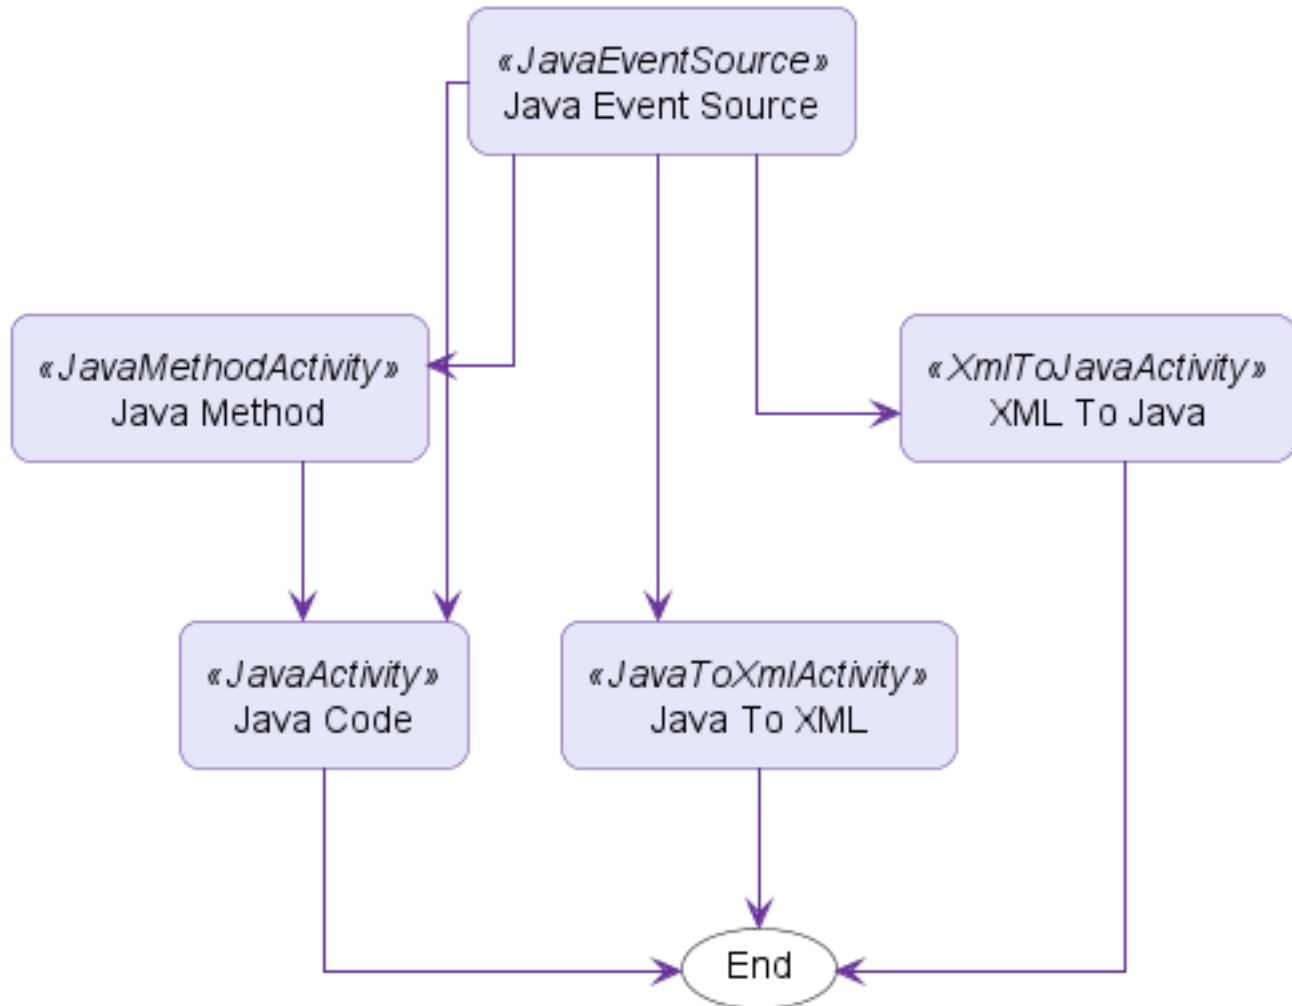 «JavaEventSource»
Java Event Source
«JavaMethodActivity»
Java Method
«XmlToJavaActivity»
XML To Java
«JavaActivity»
Java Code
«JavaToXmlActivity»
Java To XML
End